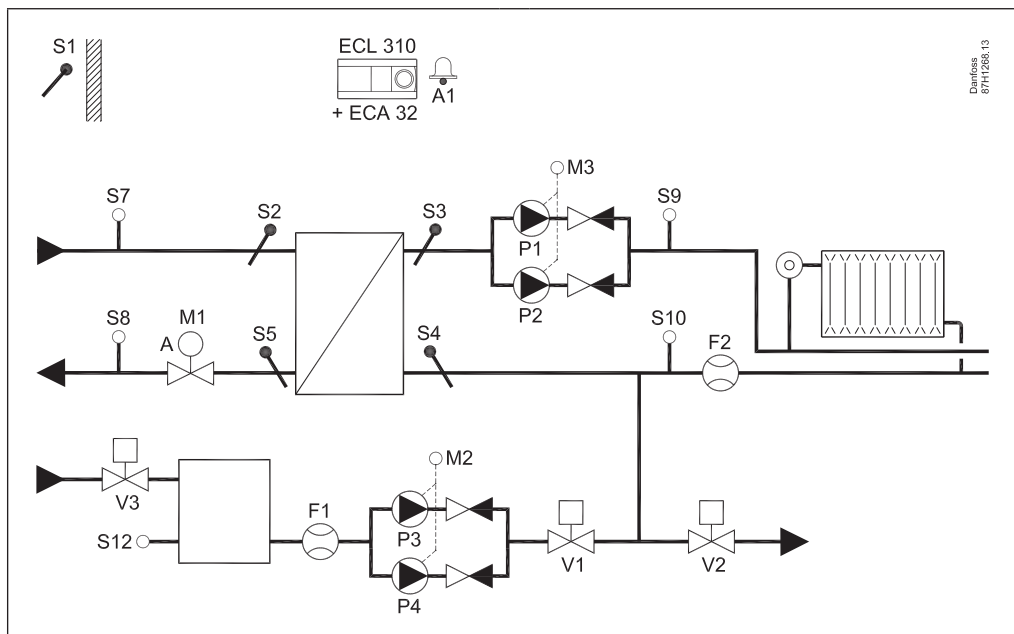 S1
ECL 310
A1
+ ECA 32
Danfoss
87H1268.13
S7
S2
S3
M3
P1
S9
P2
S8
M1
A
S5
S4
S10
F2
V3
S12
F1
M2
P3
P4
V1
V2